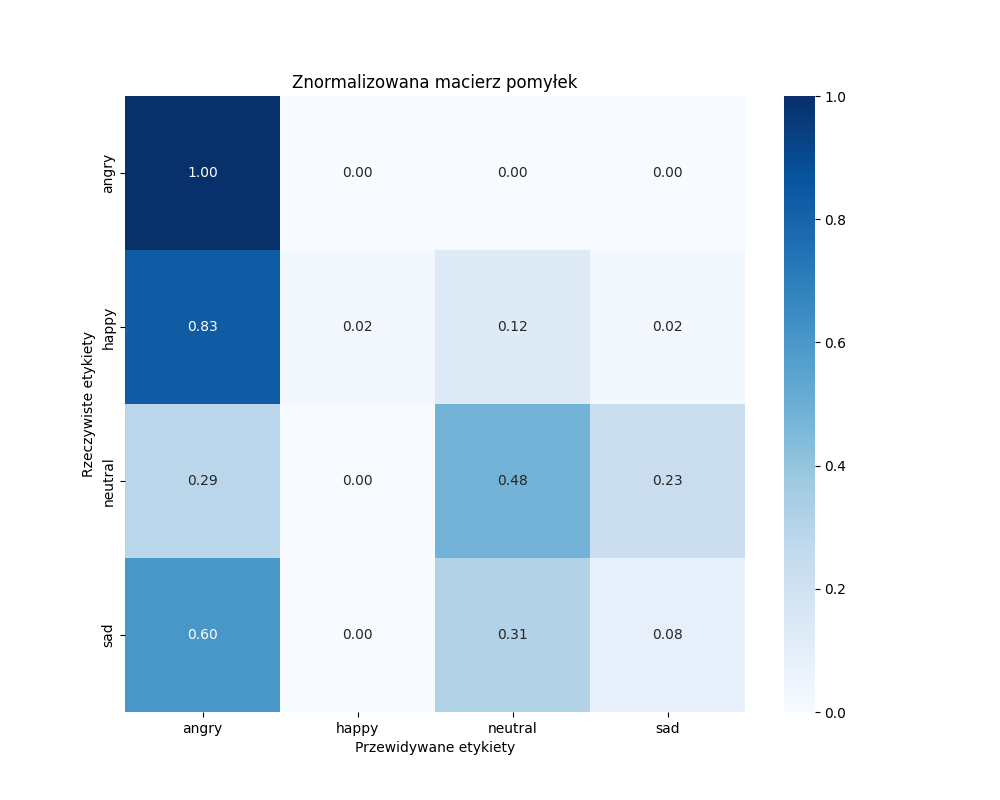 Znormalizowana macierz pomyłek
Rzeczywiste etykiety
angry 1.00 0.00 0.00 0.00
happy 0.83 0.02 0.12 0.02
neutral 0.29 0.00 0.48 0.23
sad 0.60 0.00 0.31 0.08
angry happy neutral sad
Przewidywane etykiety
1.0
0.8
0.6
0.4
0.2
0.0